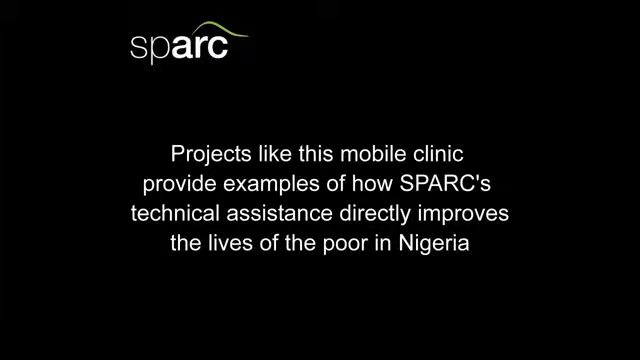 sparc
Projects like this mobile clinic
provide examples of how SPARC's
technical assistance directly improves
the lives of the poor in Nigeria